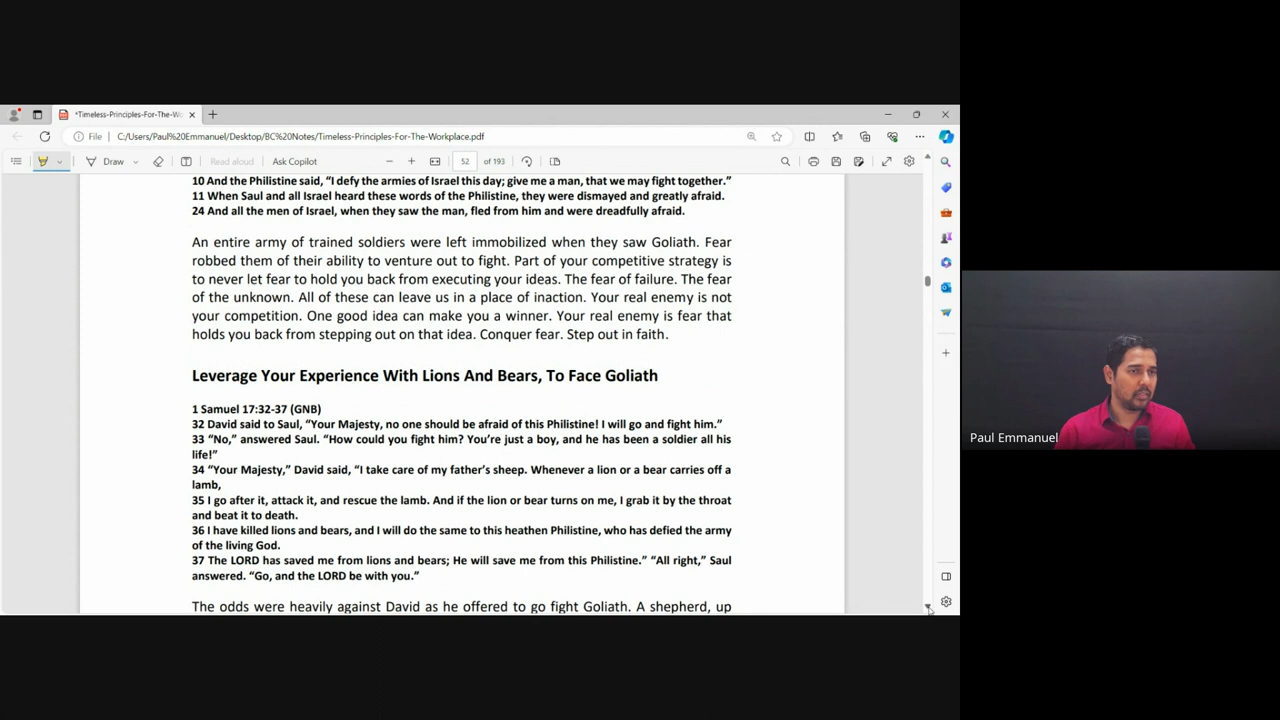 *Timeless-Principles-For-The-Wo
File
C:/Users/Paul%20Emmanuel/Desktop/BC%20Notes/Timeless-Principles-For-The-Workplace.pdf
Draw
Read aloud
Ask Copilot
52
of 193
10 And the Philistine said, “I defy the armies of Israel this day; give me a man, that we may fight together.”
11 When Saul and all Israel heard these words of the Philistine, they were dismayed and greatly afraid.
24 And all the men of Israel, when they saw the man, fled from him and were dreadfully afraid.
An entire army of trained soldiers were left immobilized when they saw Goliath. Fear
robbed them of their ability to venture out to fight. Part of your competitive strategy is
to never let fear to hold you back from executing your ideas. The fear of failure. The fear
of the unknown. All of these can leave us in a place of inaction. Your real enemy is not
your competition. One good idea can make you a winner. Your real enemy is fear that
holds you back from stepping out on that idea. Conquer fear. Step out in faith.
Leverage Your Experience With Lions And Bears, To Face Goliath
1 Samuel 17:32-37 (GNB)
32 David said to Saul, “Your Majesty, no one should be afraid of this Philistine! I will go and fight him.”
33 “No,” answered Saul. “How could you fight him? You’re just a boy, and he has been a soldier all his
life!”
34 “Your Majesty,” David said, “I take care of my father’s sheep. Whenever a lion or a bear carries off a
lamb,
35 I go after it, attack it, and rescue the lamb. And if the lion or bear turns on me, I grab it by the throat
and beat it to death.
36 I have killed lions and bears, and I will do the same to this heathen Philistine, who has defied the army
of the living God.
37 The LORD has saved me from lions and bears; He will save me from this Philistine.” “All right,” Saul
answered. “Go, and the LORD be with you.”
The odds were heavily against David as he offered to go fight Goliath. A shepherd, up
Paul Emmanuel